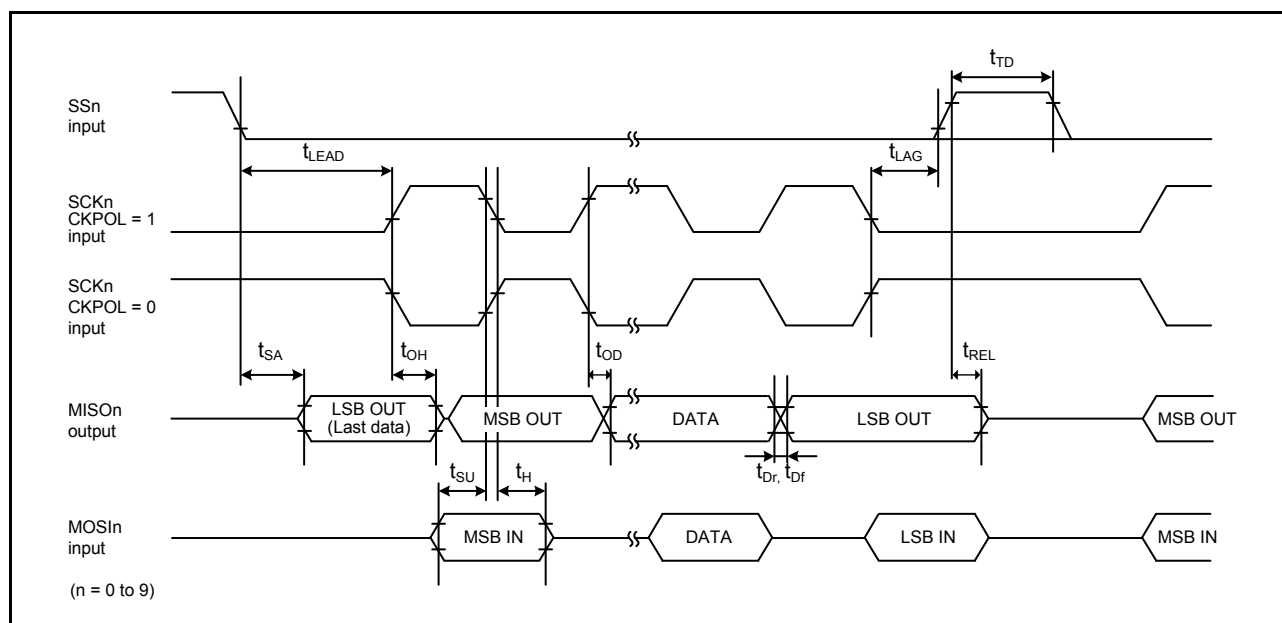 tTD
SSn
input
tLEAD
tLAG
SCKn
CKPOL = 1
input
SCKn
CKPOL = 0
input
tSA
tOH
tOD
tREL
MISOn
output
LSB OUT
(Last data)
MSB OUT
DATA
LSB OUT
MSB OUT
tSU
tH
tDr, tDf
MOSIn
input
MSB IN
DATA
LSB IN
MSB IN
(n = 0 to 9)